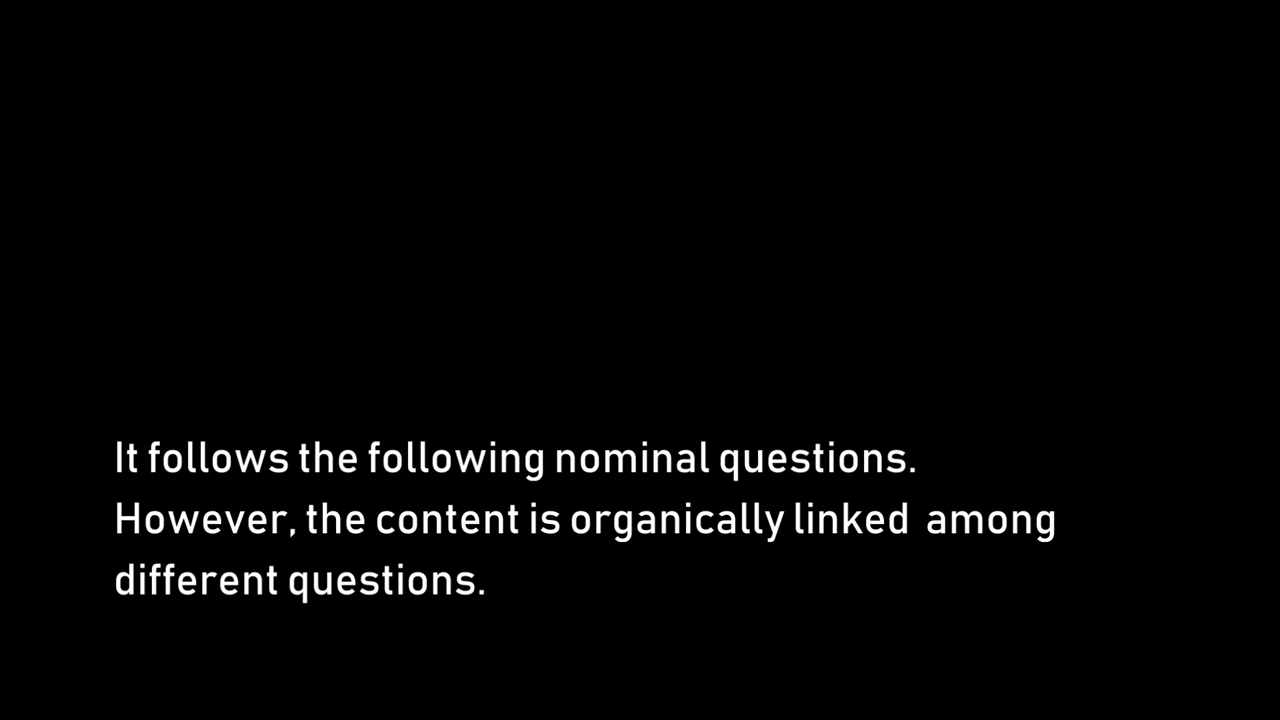 It follows the following nominal questions.
However, the content is organically linked  among
different questions.